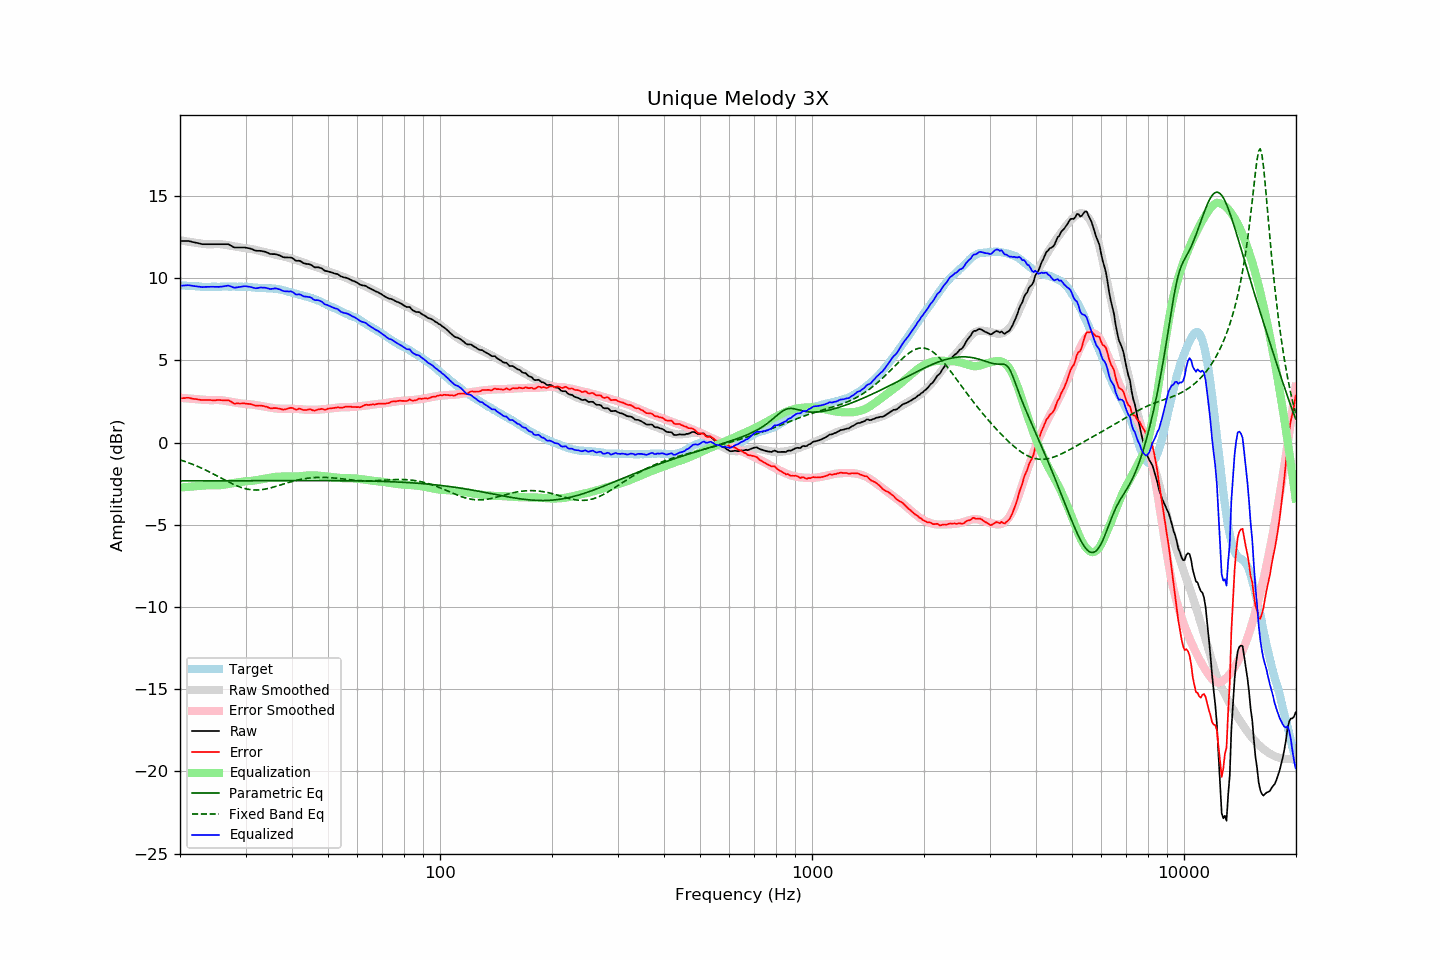 Unique Melody 3X
Amplitude (dBr)
15
10
5
0
−5
−10
−15
−20
−25
Target
Raw Smoothed
Error Smoothed
Raw
Error
Equalization
Parametric Eq
Fixed Band Eq
Equalized
100
1000
10000
Frequency (Hz)